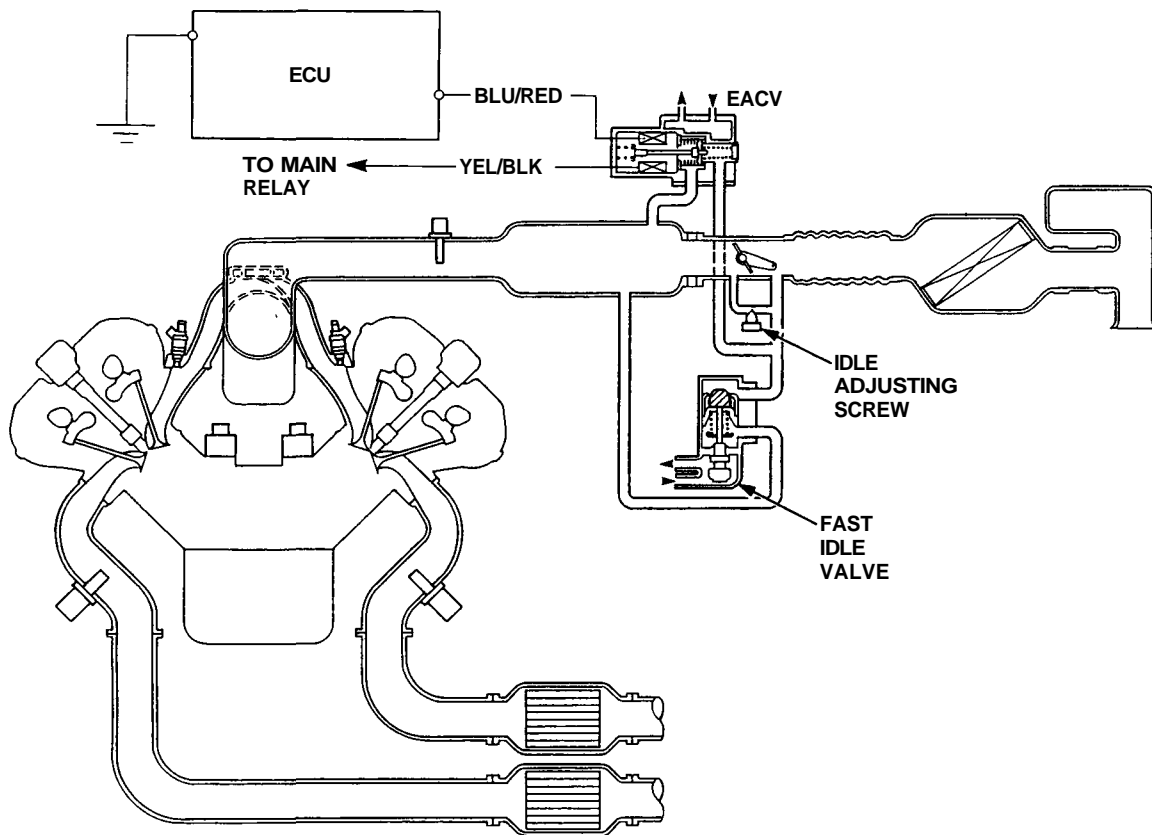 ECU
BLU/RED
EACV
TO MAIN
RELAY
YEL/BLK
IDLE
ADJUSTING
SCREW
FAST
IDLE
VALVE